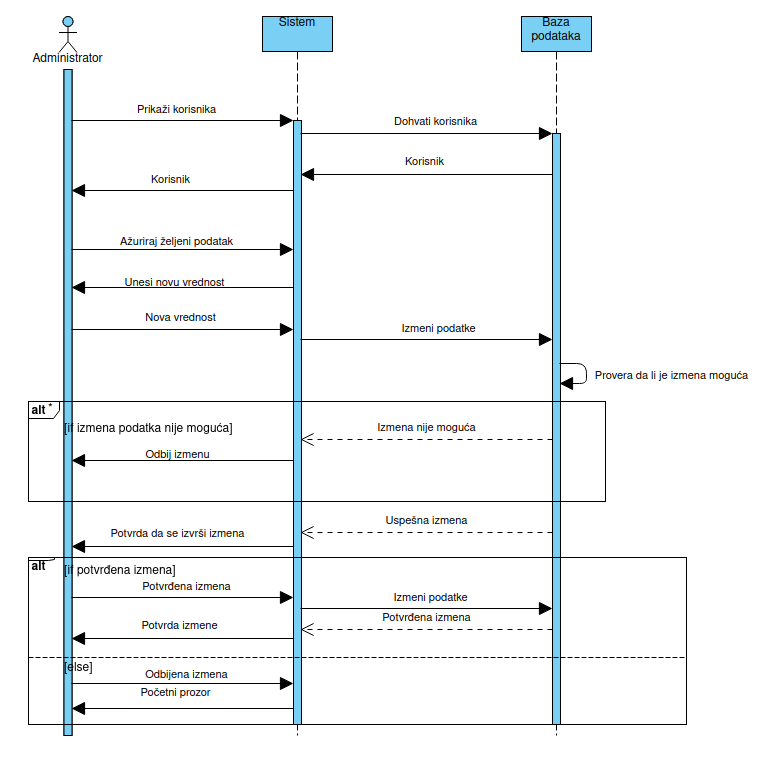 Administrator
Sistem
Baza
podataka
Prikaži korisnika
Dohvati korisnika
Korisnik
Korisnik
Ažuriraj željeni podatak
Unesi novu vrednost
Nova vrednost
Izmeni podatke
Provera da li je izmena moguća
alt *
[if izmena podatka nije moguća]
Izmena nije moguća
Odbij izmenu
Uspešna izmena
Potvrda da se izvrši izmena
alt
[if potvrđena izmena]
Potvrđena izmena
Izmeni podatke
Potvrđena izmena
Potvrda izmene
[else]
Odbijena izmena
Početni prozor